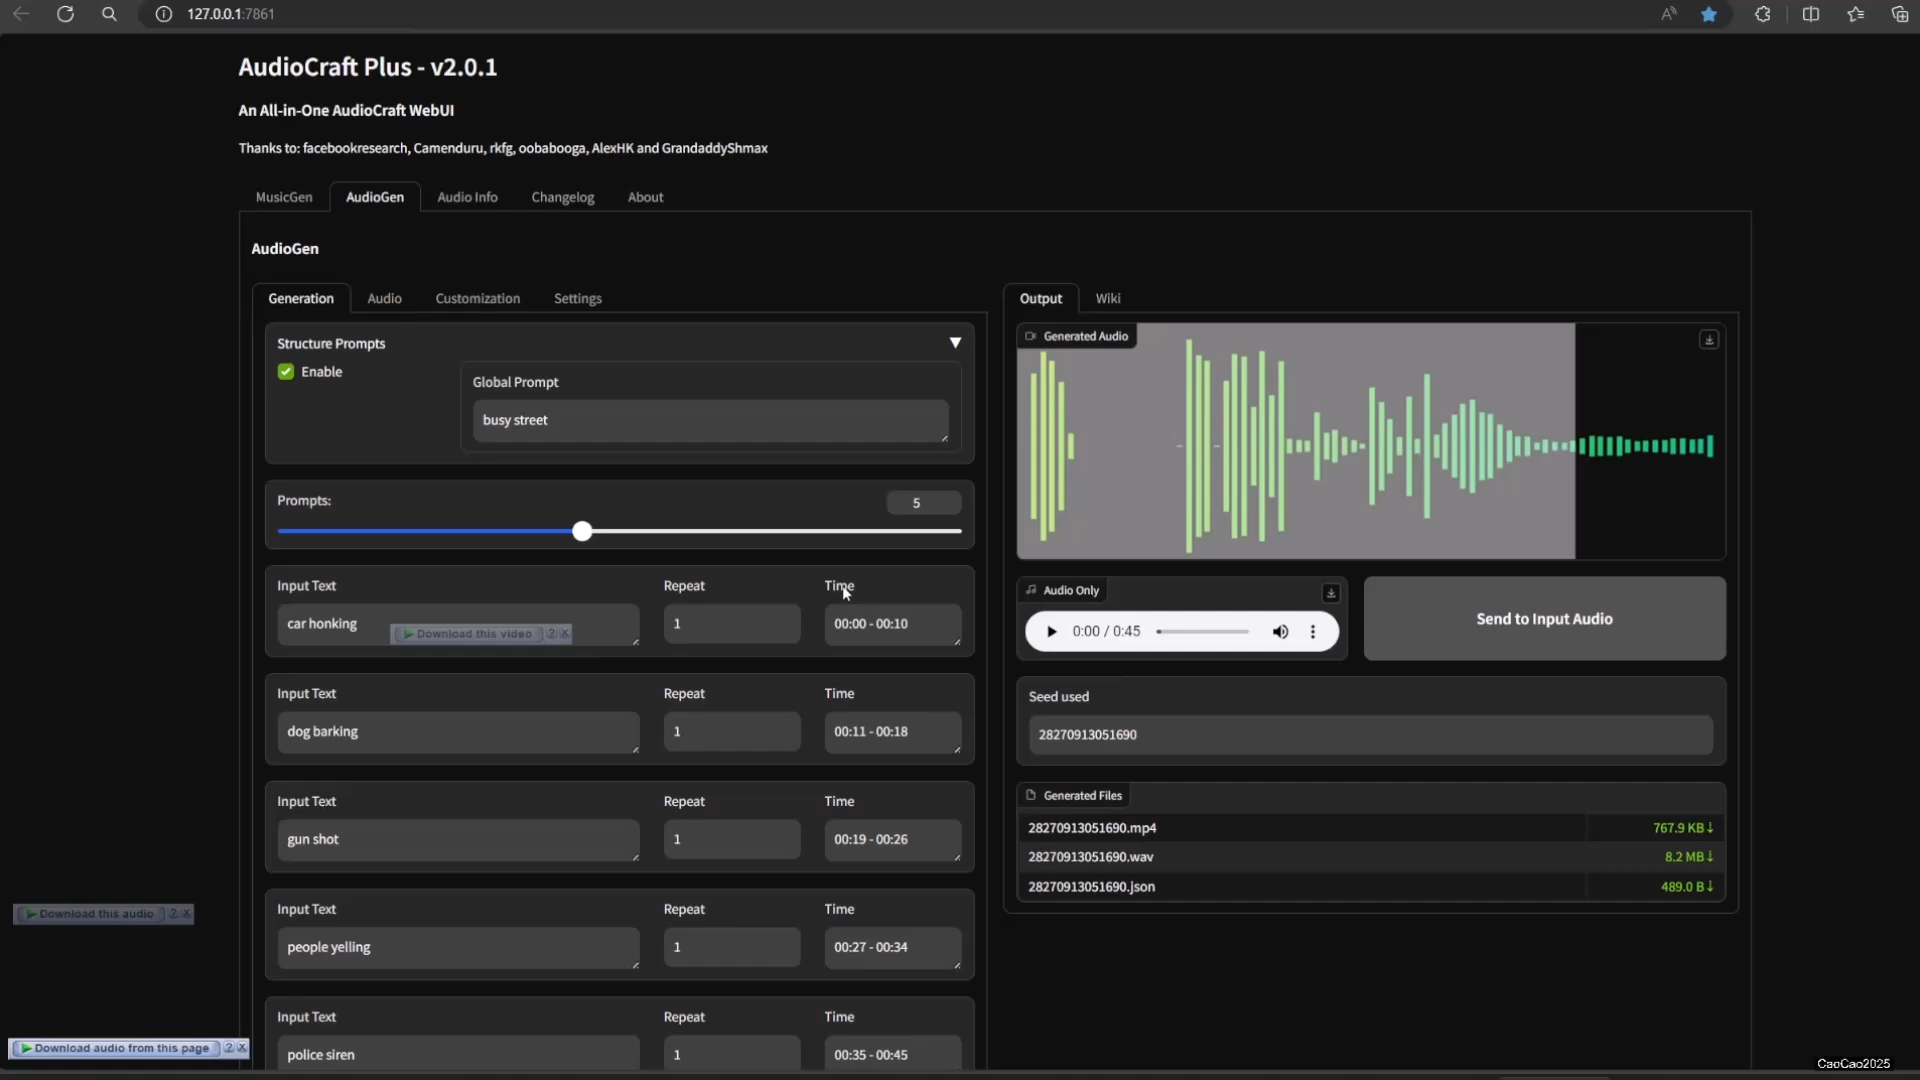 127.0.0.1:7861
AudioCraft Plus - v2.0.1
An All-in-One AudioCraft WebUI
Thanks to: facebookresearch, Camenduru, rkfg, oobabooga, AlexHK and GrandaddyShmax
MusicGen AudioGen Audio Info Changelog About
AudioGen
Generation Audio Customization Settings
Structure Prompts
Enable
Global Prompt
busy street
Prompts: 5
Input Text Repeat Time
car honking 1 00:00 - 00:10
Download this video ? X
Input Text Repeat Time
dog barking 1 00:11 - 00:18
Input Text Repeat Time
gun shot 1 00:19 - 00:26
Input Text Repeat Time
people yelling 1 00:27 - 00:34
Input Text Repeat Time
police siren 1 00:35 - 00:45
Output Wiki
Generated Audio
Audio Only
0:00 / 0:45
Send to Input Audio
Seed used
28270913051690
Generated Files
28270913051690.mp4 767.9 KB↓
28270913051690.wav 8.2 MB↓
28270913051690.json 489.0 B↓
Download this audio ? X
Download audio from this page ? X
CaoCao2025